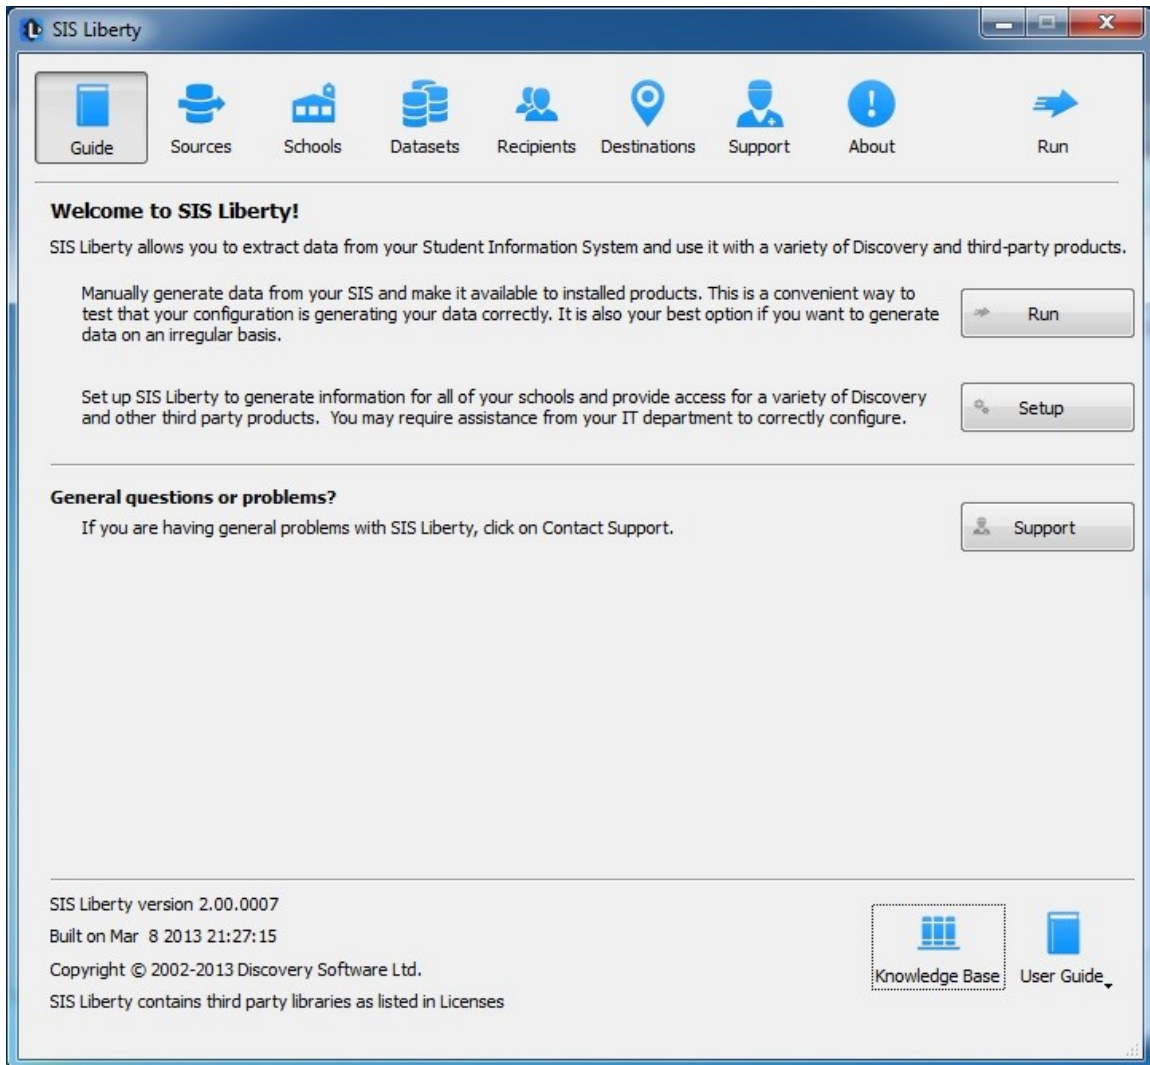 SIS Liberty
Guide Sources Schools Datasets Recipients Destinations Support About Run
Welcome to SIS Liberty!
SIS Liberty allows you to extract data from your Student Information System and use it with a variety of Discovery and third-party products.
Manually generate data from your SIS and make it available to installed products. This is a convenient way to
test that your configuration is generating your data correctly. It is also your best option if you want to generate
data on an irregular basis.
Run
Set up SIS Liberty to generate information for all of your schools and provide access for a variety of Discovery
and other third party products.  You may require assistance from your IT department to correctly configure.
Setup
General questions or problems?
If you are having general problems with SIS Liberty, click on Contact Support.
Support
SIS Liberty version 2.00.0007
Built on Mar  8 2013 21:27:15
Copyright © 2002-2013 Discovery Software Ltd.
SIS Liberty contains third party libraries as listed in Licenses
Knowledge Base User Guide